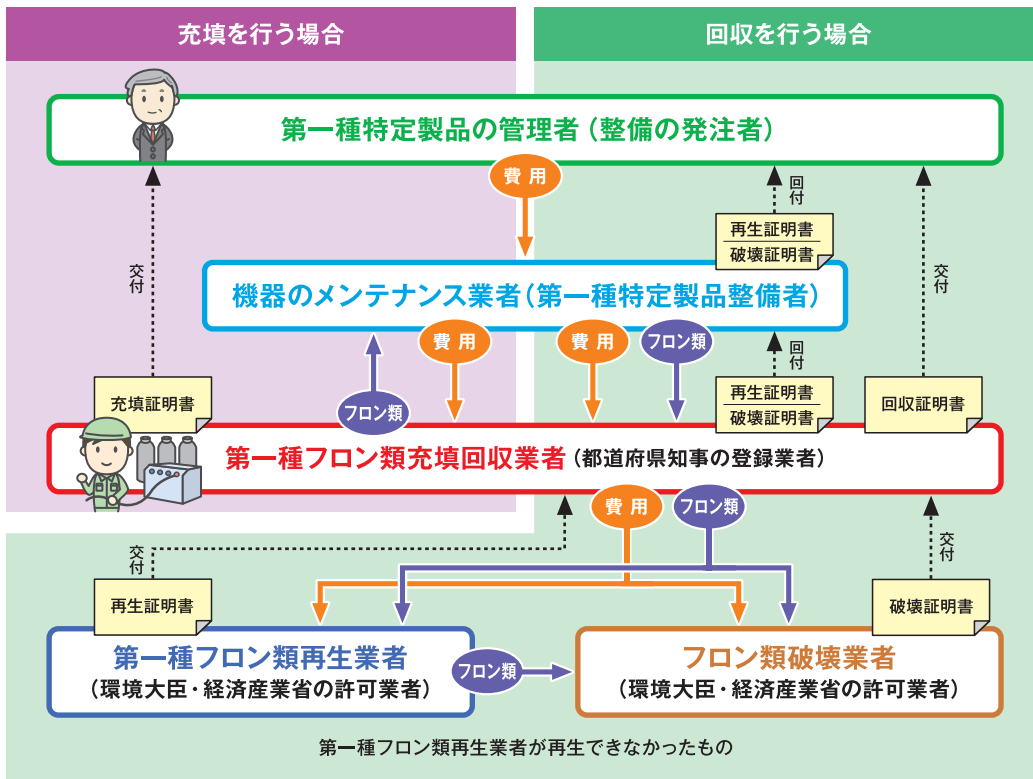 充填を行う場合
回収を行う場合
第一種特定製品の管理者（整備の発注者）
費用
回付
再生証明書
破壊証明書
交付
交付
機器のメンテナンス業者（第一種特定製品整備者）
費用
費用
フロン類
回付
充填証明書
フロン類
再生証明書
破壊証明書
回収証明書
第一種フロン類充填回収業者（都道府県知事の登録業者）
費用
フロン類
交付
交付
再生証明書
破壊証明書
第一種フロン類再生業者
（環境大臣・経済産業省の許可業者）
フロン類
フロン類破壊業者
（環境大臣・経済産業省の許可業者）
第一種フロン類再生業者が再生できなかったもの